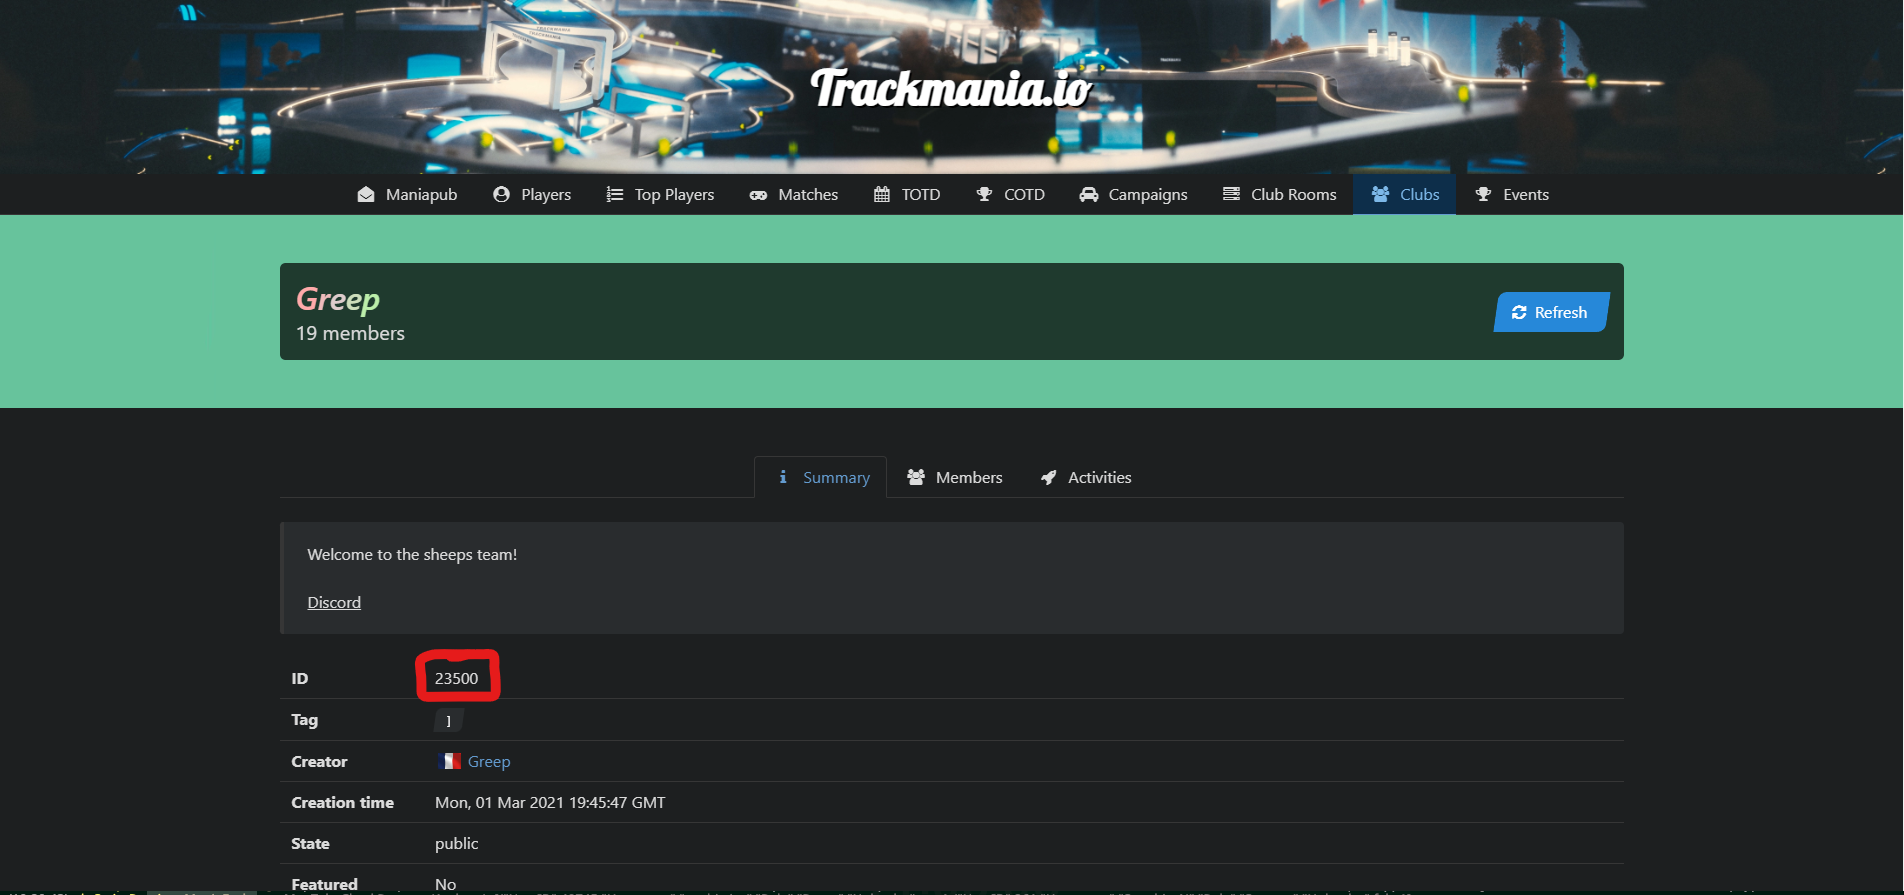 Trackmania.io
Maniapub Players Top Players Matches TOTD COTD Campaigns Club Rooms Clubs Events
Greep
19 members
Refresh
Summary Members Activities
Welcome to the sheeps team!
Discord
ID 23500
Tag ]
Creator Greep
Creation time Mon, 01 Mar 2021 19:45:47 GMT
State public
Featured No